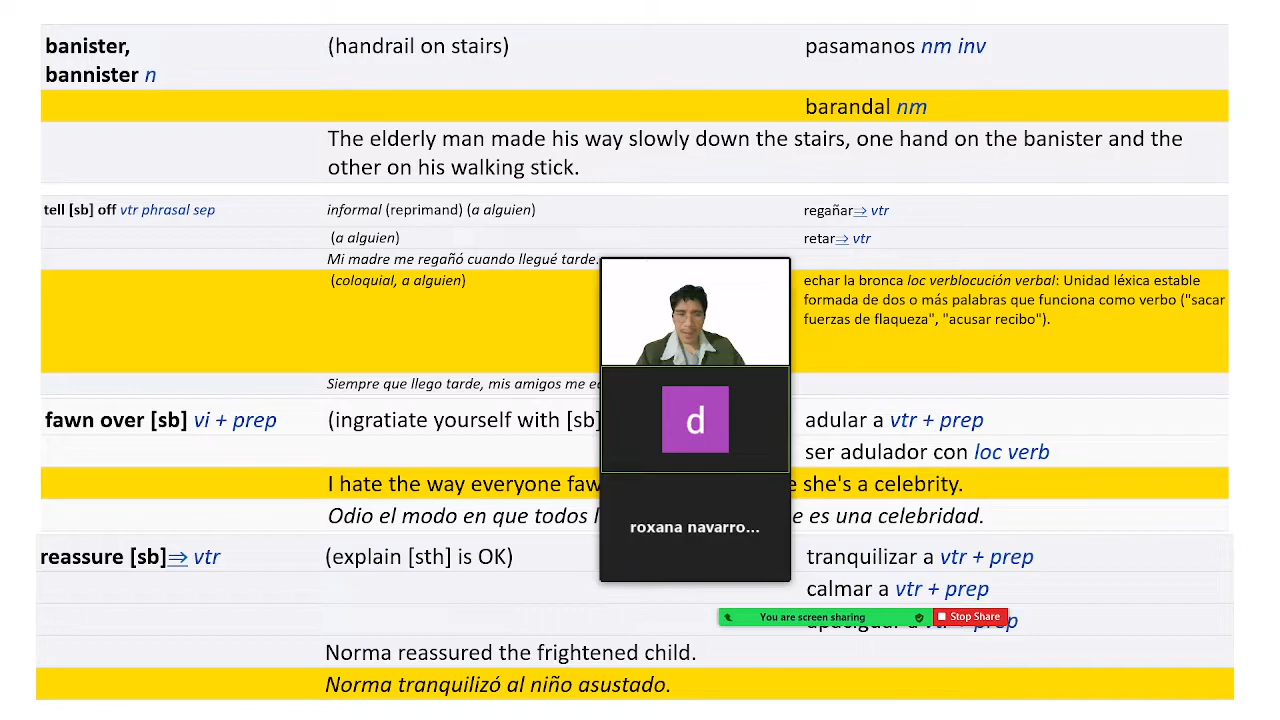 banister, (handrail on stairs) pasamanos nm inv
bannister n
barandal nm
The elderly man made his way slowly down the stairs, one hand on the banister and the
other on his walking stick.
tell [sb] off vtr phrasal sep informal (reprimand) (a alguien) regañar⇒ vtr
(a alguien) retar⇒ vtr
Mi madre me regañó cuando llegué tarde.
(coloquial, a alguien) echar la bronca loc verblocución verbal: Unidad léxica estable
formada de dos o más palabras que funciona como verbo ("sacar
fuerzas de flaqueza", "acusar recibo").
Siempre que llego tarde, mis amigos me
fawn over [sb] vi + prep (ingratiate yourself with [sb] adular a vtr + prep
d
ser adulador con loc verb
I hate the way everyone she's a celebrity.
Odio el modo en que todos es una celebridad.
roxana navarro...
reassure [sb]⇒ vtr (explain [sth] is OK) tranquilizar a vtr + prep
calmar a vtr + prep
You are screen sharing Stop Share
Norma reassured the frightened child.
Norma tranquilizó al niño asustado.